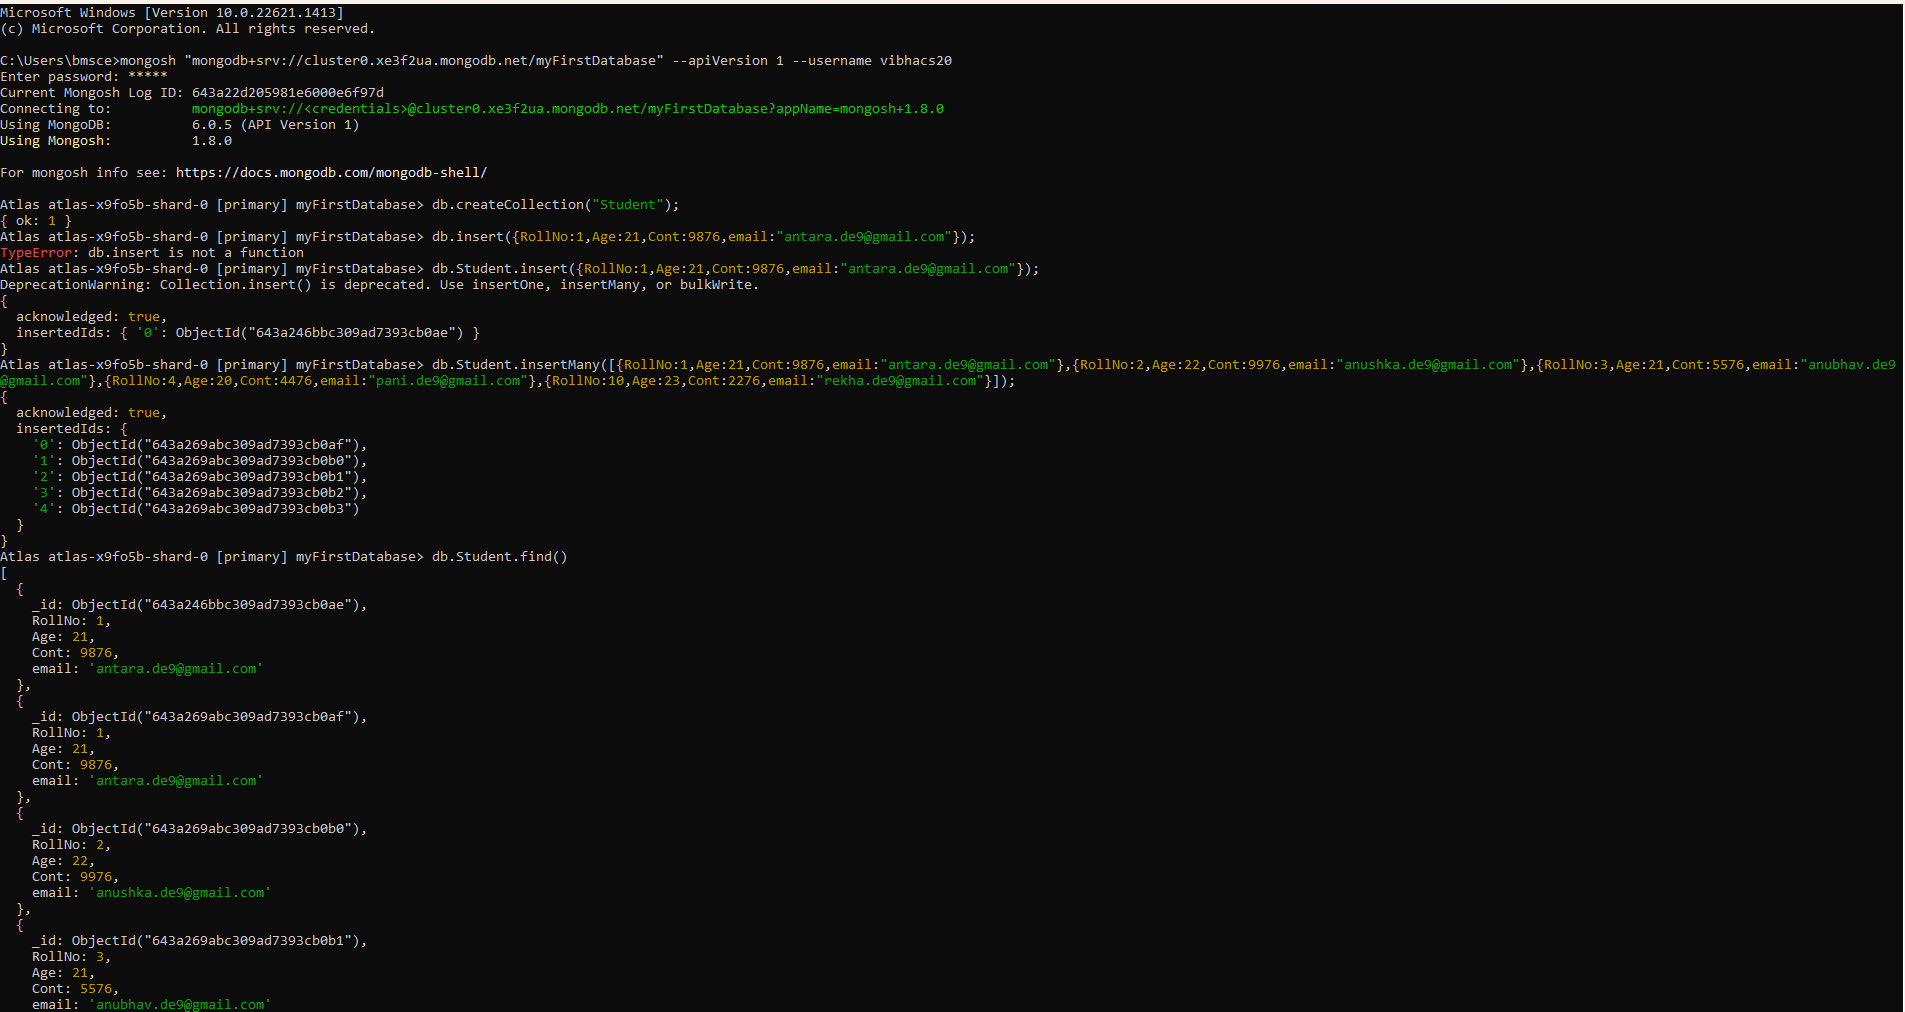 Microsoft Windows [Version 10.0.22621.1413]
(c) Microsoft Corporation. All rights reserved.
C:\Users\bmsce>mongosh "mongodb+srv://cluster0.xe3f2ua.mongodb.net/myFirstDatabase" --apiVersion 1 --username vibhacs20
Enter password: *****
Current Mongosh Log ID: 643a22d205981e6000e6f97d
Connecting to:          mongodb+srv://<credentials>@cluster0.xe3f2ua.mongodb.net/myFirstDatabase?appName=mongosh+1.8.0
Using MongoDB:          6.0.5 (API Version 1)
Using Mongosh:          1.8.0
For mongosh info see: https://docs.mongodb.com/mongodb-shell/
Atlas atlas-x9fo5b-shard-0 [primary] myFirstDatabase> db.createCollection("Student");
{ ok: 1 }
Atlas atlas-x9fo5b-shard-0 [primary] myFirstDatabase> db.insert({RollNo:1,Age:21,Cont:9876,email:"antara.de9@gmail.com"});
TypeError: db.insert is not a function
Atlas atlas-x9fo5b-shard-0 [primary] myFirstDatabase> db.Student.insert({RollNo:1,Age:21,Cont:9876,email:"antara.de9@gmail.com"});
DeprecationWarning: Collection.insert() is deprecated. Use insertOne, insertMany, or bulkWrite.
{
  acknowledged: true,
  insertedIds: { '0': ObjectId("643a246bbc309ad7393cb0ae") }
}
Atlas atlas-x9fo5b-shard-0 [primary] myFirstDatabase> db.Student.insertMany([{RollNo:1,Age:21,Cont:9876,email:"antara.de9@gmail.com"},{RollNo:2,Age:22,Cont:9976,email:"anushka.de9@gmail.com"},{RollNo:3,Age:21,Cont:5576,email:"anubhav.de9
@gmail.com"},{RollNo:4,Age:20,Cont:4476,email:"pani.de9@gmail.com"},{RollNo:10,Age:23,Cont:2276,email:"rekha.de9@gmail.com"}]);
{
  acknowledged: true,
  insertedIds: {
    '0': ObjectId("643a269abc309ad7393cb0af"),
    '1': ObjectId("643a269abc309ad7393cb0b0"),
    '2': ObjectId("643a269abc309ad7393cb0b1"),
    '3': ObjectId("643a269abc309ad7393cb0b2"),
    '4': ObjectId("643a269abc309ad7393cb0b3")
  }
}
Atlas atlas-x9fo5b-shard-0 [primary] myFirstDatabase> db.Student.find()
[
  {
    _id: ObjectId("643a246bbc309ad7393cb0ae"),
    RollNo: 1,
    Age: 21,
    Cont: 9876,
    email: 'antara.de9@gmail.com'
  },
  {
    _id: ObjectId("643a269abc309ad7393cb0af"),
    RollNo: 1,
    Age: 21,
    Cont: 9876,
    email: 'antara.de9@gmail.com'
  },
  {
    _id: ObjectId("643a269abc309ad7393cb0b0"),
    RollNo: 2,
    Age: 22,
    Cont: 9976,
    email: 'anushka.de9@gmail.com'
  },
  {
    _id: ObjectId("643a269abc309ad7393cb0b1"),
    RollNo: 3,
    Age: 21,
    Cont: 5576,
    email: 'anubhav.de9@gmail.com'